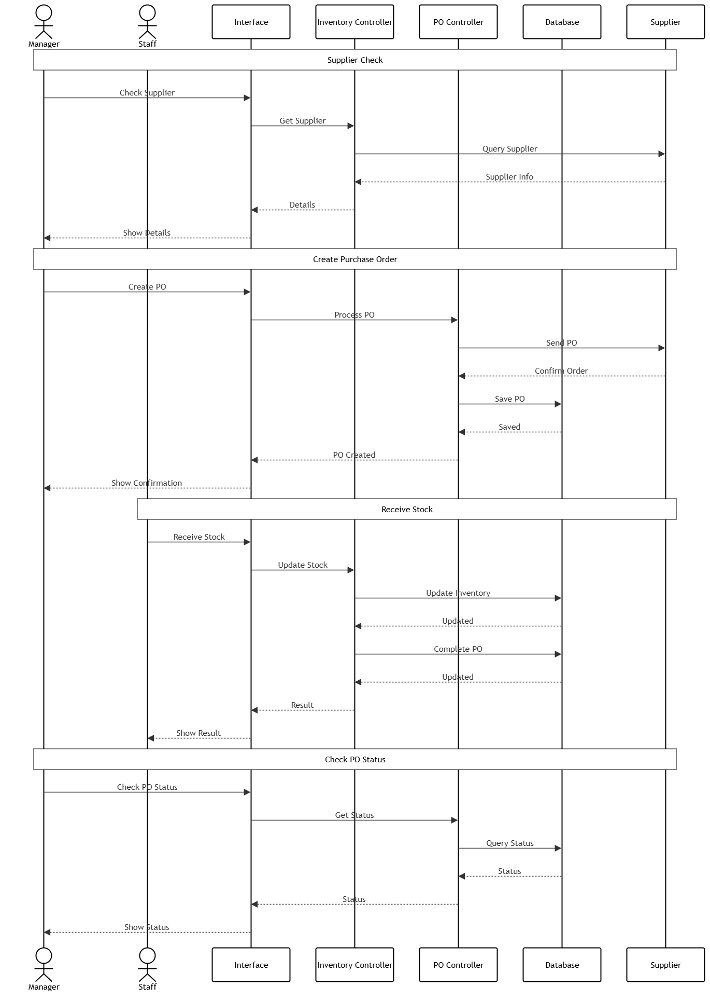 Interface
Inventory Controller
PO Controller
Database
Supplier
Manager
Staff
Supplier Check
Check Supplier
Get Supplier
Query Supplier
Supplier Info
Details
Show Details
Create Purchase Order
Create PO
Process PO
Send PO
Confirm Order
Save PO
Saved
PO Created
Show Confirmation
Receive Stock
Receive Stock
Update Stock
Update Inventory
Updated
Complete PO
Updated
Result
Show Result
Check PO Status
Check PO Status
Get Status
Query Status
Status
Status
Show Status
Interface
Inventory Controller
PO Controller
Database
Supplier
Manager
Staff